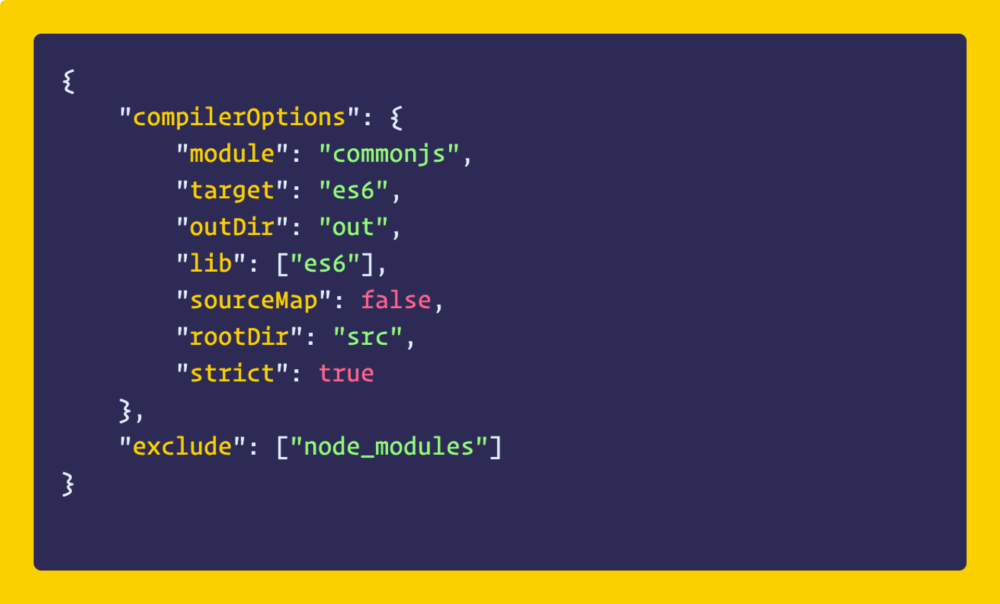 {
    "compilerOptions": {
        "module": "commonjs",
        "target": "es6",
        "outDir": "out",
        "lib": ["es6"],
        "sourceMap": false,
        "rootDir": "src",
        "strict": true
    },
    "exclude": ["node_modules"]
}